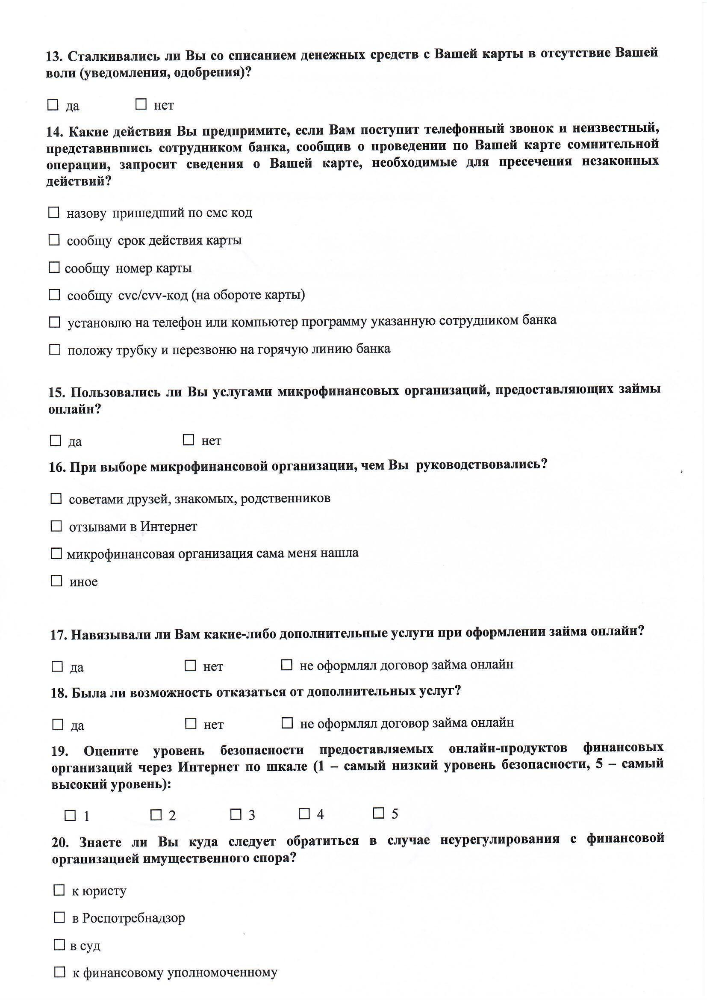 13. Сталкивались ли Вы со списанием денежных средств с Вашей карты в отсутствие Вашей
воли (уведомления, одобрения)?
☐ да ☐ нет
14. Какие действия Вы предпримите, если Вам поступит телефонный звонок и неизвестный,
представившись сотрудником банка, сообщив о проведении по Вашей карте сомнительной
операции, запросит сведения о Вашей карте, необходимые для пресечения незаконных
действий?
☐ назову пришедший по смс код
☐ сообщу срок действия карты
☐ сообщу номер карты
☐ сообщу cvc/cvv-код (на обороте карты)
☐ установлю на телефон или компьютер программу указанную сотрудником банка
☐ положу трубку и перезвоню на горячую линию банка
15. Пользовались ли Вы услугами микрофинансовых организаций, предоставляющих займы
онлайн?
☐ да ☐ нет
16. При выборе микрофинансовой организации, чем Вы руководствовались?
☐ советами друзей, знакомых, родственников
☐ отзывами в Интернет
☐ микрофинансовая организация сама меня нашла
☐ иное
17. Навязывали ли Вам какие-либо дополнительные услуги при оформлении займа онлайн?
☐ да ☐ нет ☐ не оформлял договор займа онлайн
18. Была ли возможность отказаться от дополнительных услуг?
☐ да ☐ нет ☐ не оформлял договор займа онлайн
19. Оцените уровень безопасности предоставляемых онлайн-продуктов финансовых
организаций через Интернет по шкале (1 – самый низкий уровень безопасности, 5 – самый
высокий уровень):
☐ 1 ☐ 2 ☐ 3 ☐ 4 ☐ 5
20. Знаете ли Вы куда следует обратиться в случае неурегулирования с финансовой
организацией имущественного спора?
☐ к юристу
☐ в Роспотребнадзор
☐ в суд
☐ к финансовому уполномоченному